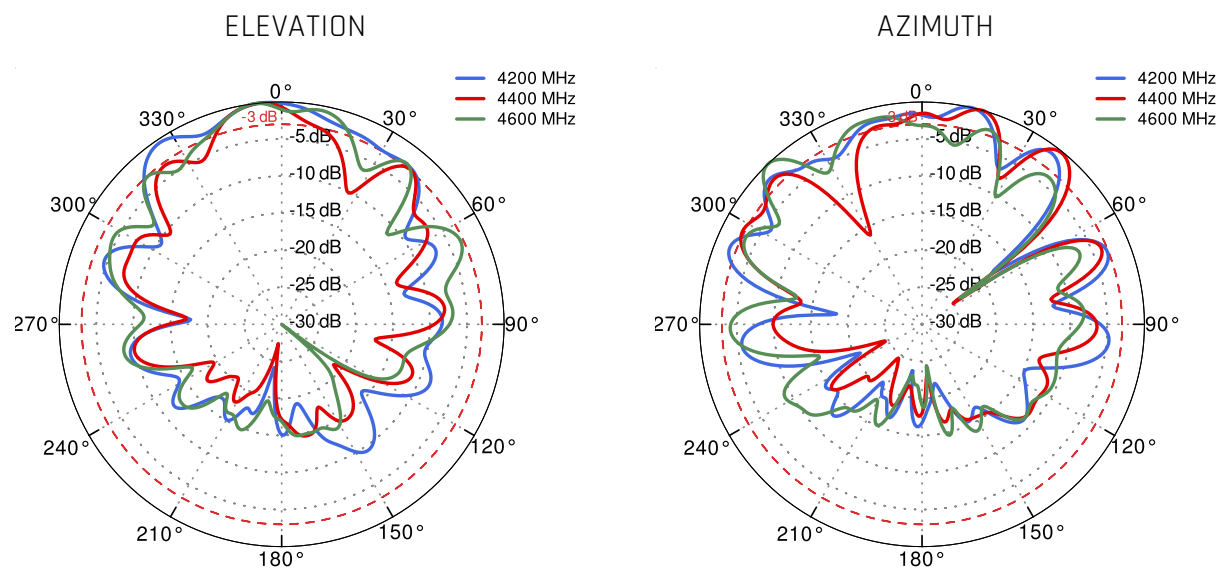 ELEVATION
4200 MHz
4400 MHz
4600 MHz
0°
30°
60°
90°
120°
150°
180°
210°
240°
270°
300°
330°
-3 dB
-5 dB
-10 dB
-15 dB
-20 dB
-25 dB
-30 dB
AZIMUTH
4200 MHz
4400 MHz
4600 MHz
0°
30°
60°
90°
120°
150°
180°
210°
240°
270°
300°
330°
-3 dB
-5 dB
-10 dB
-15 dB
-20 dB
-25 dB
-30 dB